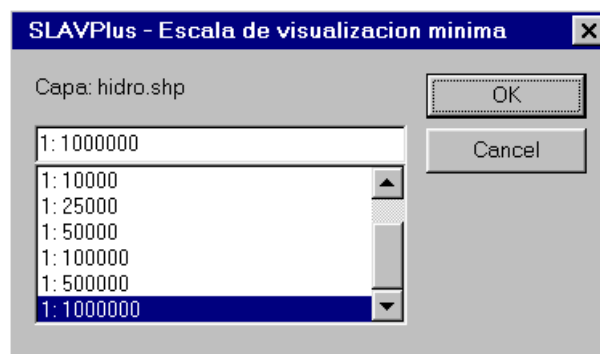 SLAVPlus - Escala de visualizacion minima
Capa: hidro.shp
OK
1: 1000000
Cancel
1: 10000
1: 25000
1: 50000
1: 100000
1: 500000
1: 1000000